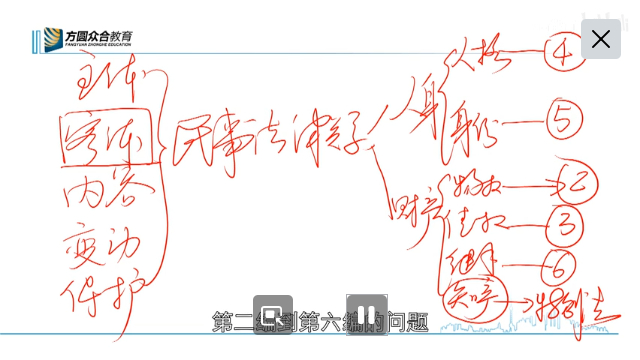 方圆众合教育
FANGYUAN ZHONGHE EDUCATION
主体
客体
内容
变动
保护
民事法律关系
人身
人格 ④
身份 ⑤
财产
物权 ②
债权 ③
继承 ⑥
知产 特别法
第二编到第六编的问题